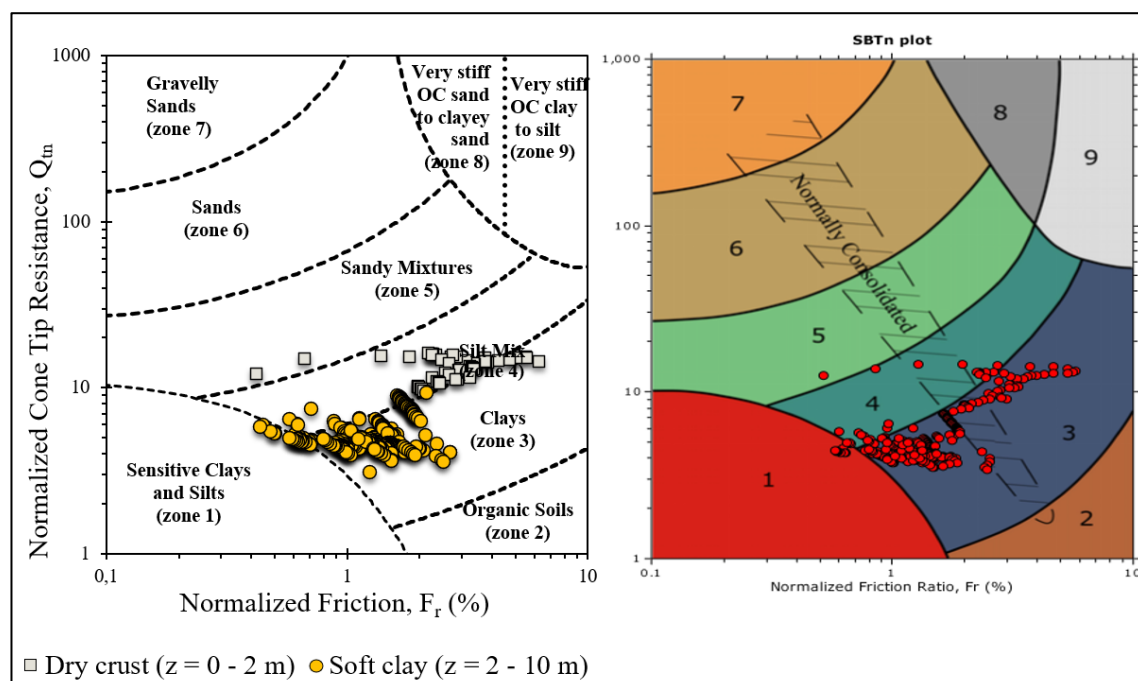 1000
100
10
1
0,1
1
10
Normalized Cone Tip Resistance, Qtn
Normalized Friction, Fr (%)
Gravelly
Sands
(zone 7)
Very stiff
OC sand
to clayey
sand
(zone 8)
Very stiff
OC clay
to silt
(zone 9)
Sands
(zone 6)
Sandy Mixtures
(zone 5)
Silt Mix
(zone 4)
Clays
(zone 3)
Sensitive Clays
and Silts
(zone 1)
Organic Soils
(zone 2)
□ Dry crust (z = 0 - 2 m)
Soft clay (z = 2 - 10 m)
SBTn plot
1,000
100
10
1
0.1
1
10
Normalized Friction Ratio, Fr (%)
7
8
9
6
Normally Consolidated
5
4
3
1
2